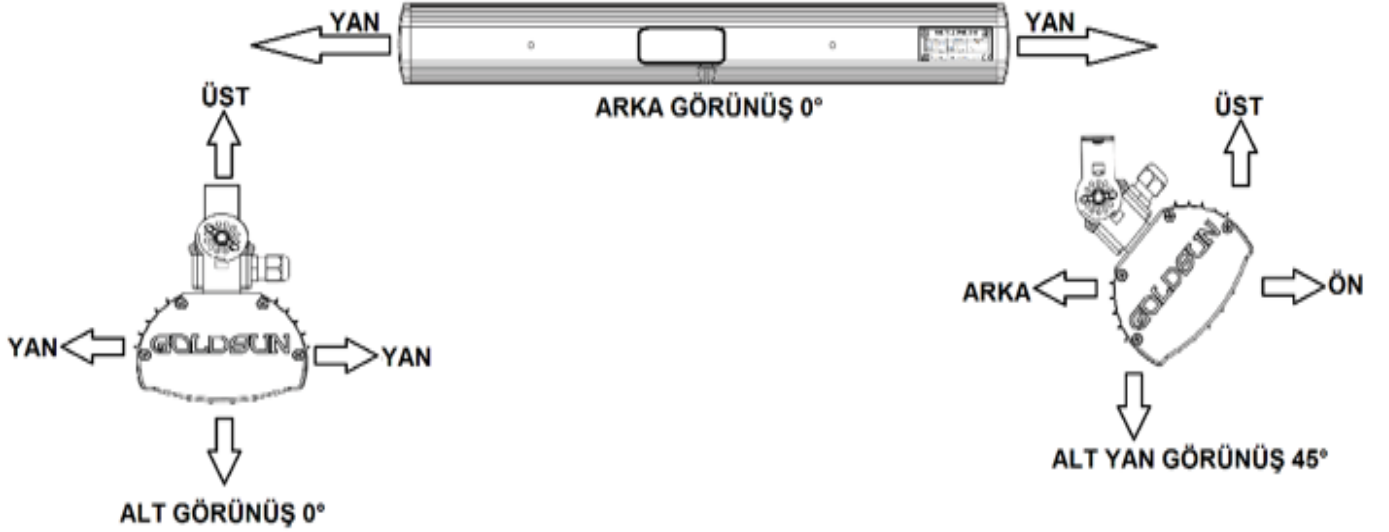 YAN
YAN
ARKA GÖRÜNÜŞ 0°
ÜST
ÜST
GOLDSUN
YAN
YAN
ARKA
GOLDSUN
ÖN
ALT YAN GÖRÜNÜŞ 45°
ALT GÖRÜNÜŞ 0°